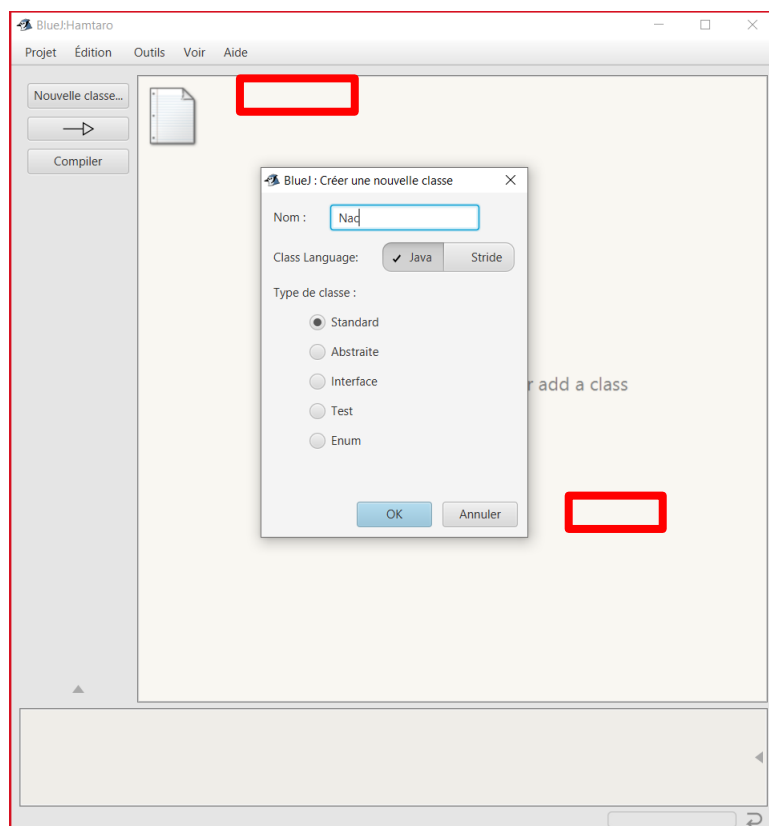 BlueJ:Hamtaro
Projet Édition Outils Voir Aide
Nouvelle classe...
Compiler
BlueJ : Créer une nouvelle classe
Nom : Nac
Class Language: Java Stride
Type de classe :
Standard
Abstraite
Interface
Test
Enum
add a class
OK Annuler